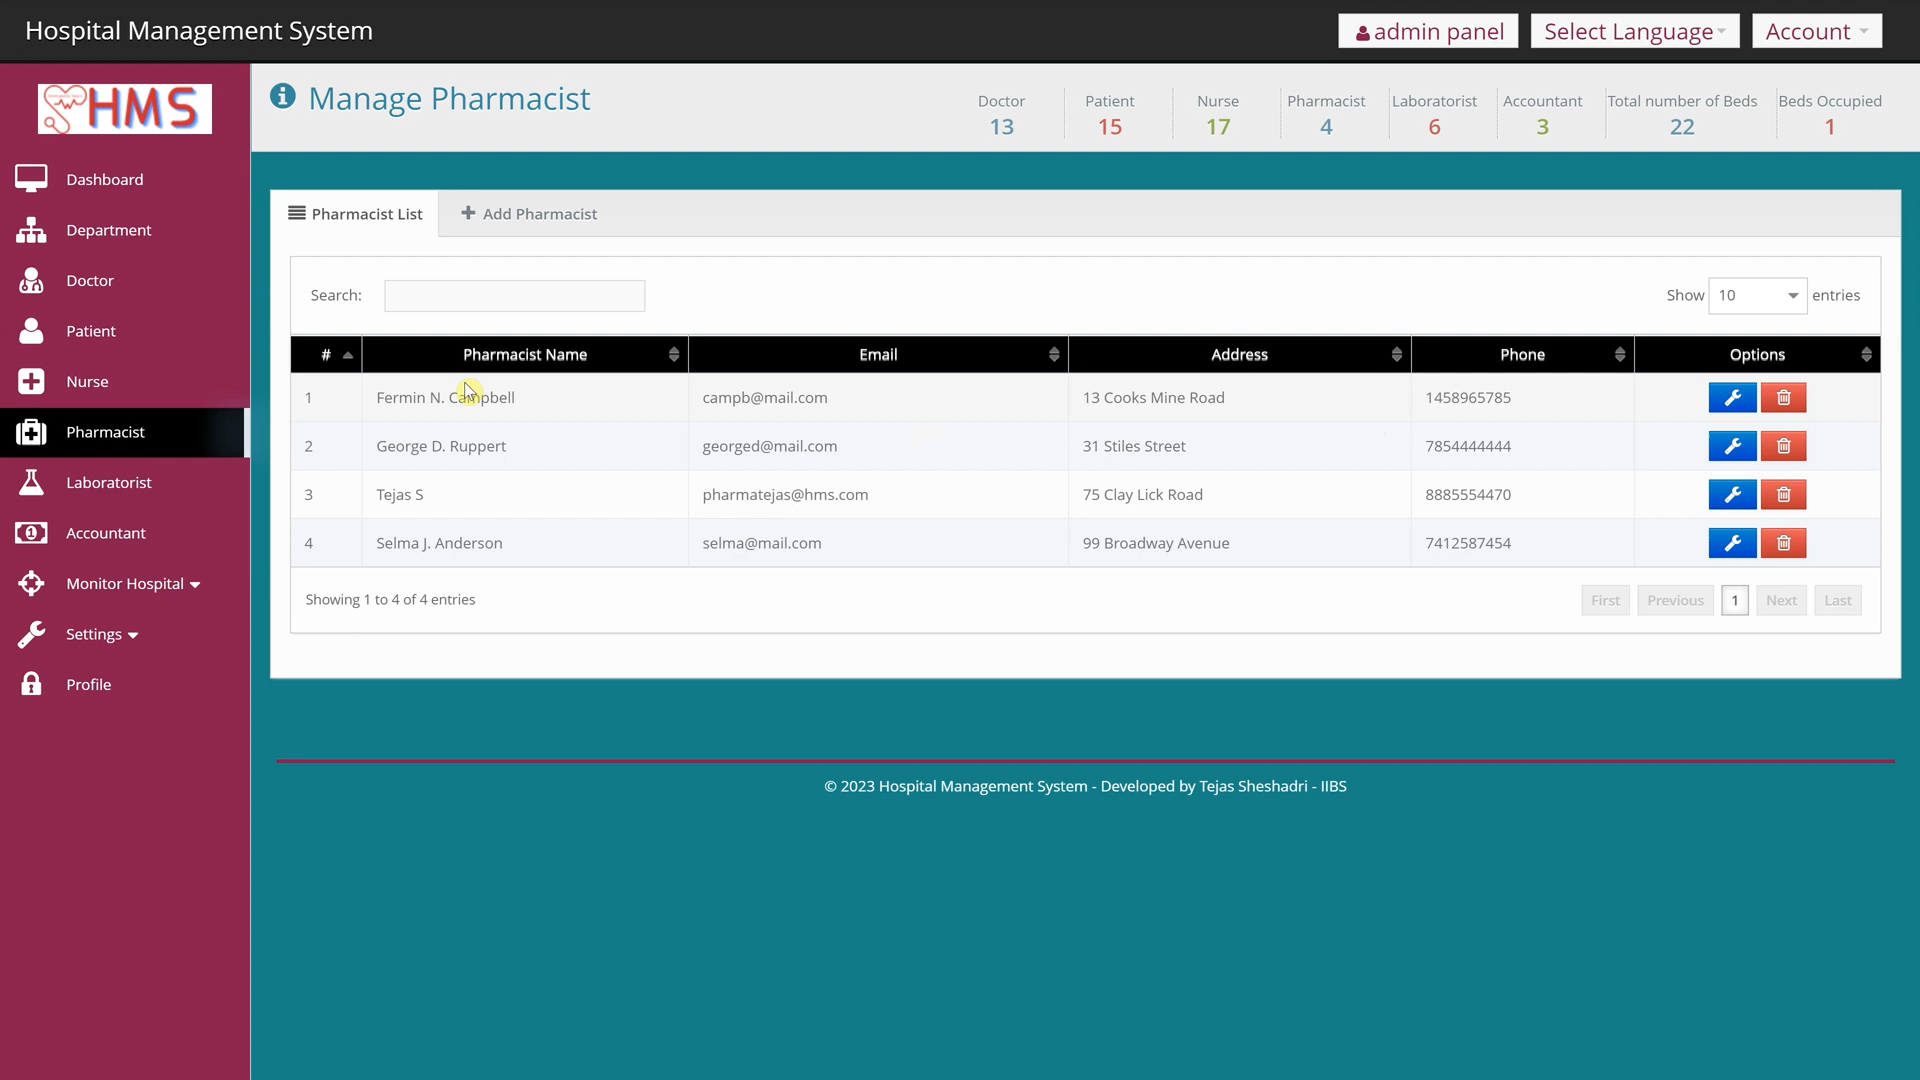 Hospital Management System
admin panel
Select Language
Account
HMS
Manage Pharmacist
Doctor
13
Patient
15
Nurse
17
Pharmacist
4
Laboratorist
6
Accountant
3
Total number of Beds
22
Beds Occupied
1
Dashboard
Department
Doctor
Patient
Nurse
Pharmacist
Laboratorist
Accountant
Monitor Hospital
Settings
Profile
Pharmacist List
Add Pharmacist
Search:
Show 10 entries
# Pharmacist Name Email Address Phone Options
1 Fermin N. Campbell campb@mail.com 13 Cooks Mine Road 1458965785
2 George D. Ruppert georged@mail.com 31 Stiles Street 7854444444
3 Tejas S pharmatejas@hms.com 75 Clay Lick Road 8885554470
4 Selma J. Anderson selma@mail.com 99 Broadway Avenue 7412587454
Showing 1 to 4 of 4 entries
First Previous 1 Next Last
© 2023 Hospital Management System - Developed by Tejas Sheshadri - IIBS